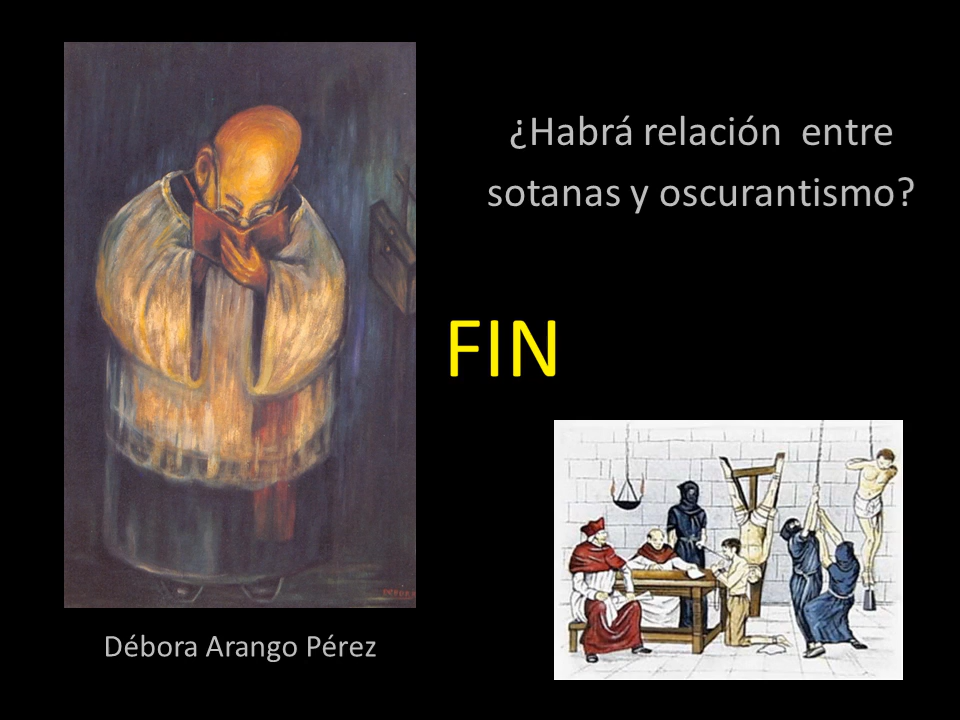 ¿Habrá relación entre
sotanas y oscurantismo?
FIN
Débora Arango Pérez